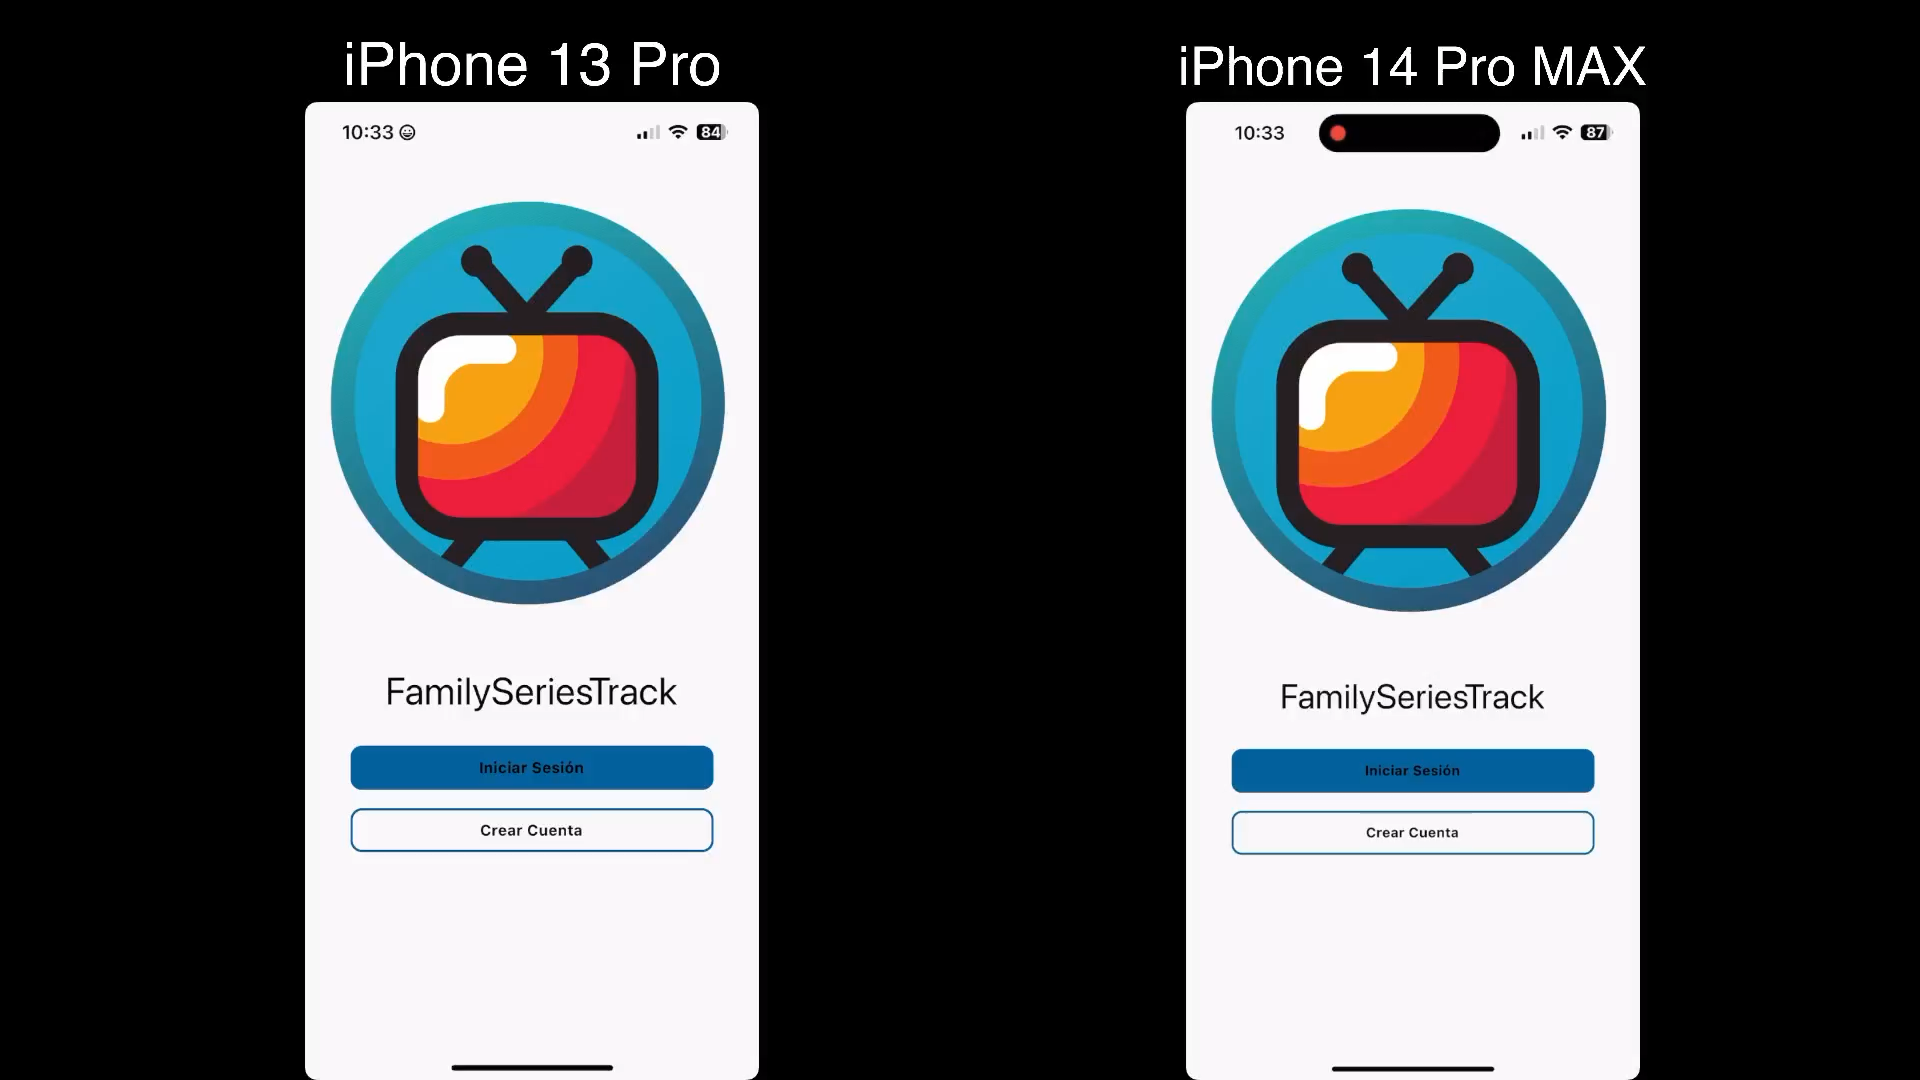 iPhone 13 Pro
10:33
84
FamilySeriesTrack
Iniciar Sesión
Crear Cuenta
iPhone 14 Pro MAX
10:33
87
FamilySeriesTrack
Iniciar Sesión
Crear Cuenta